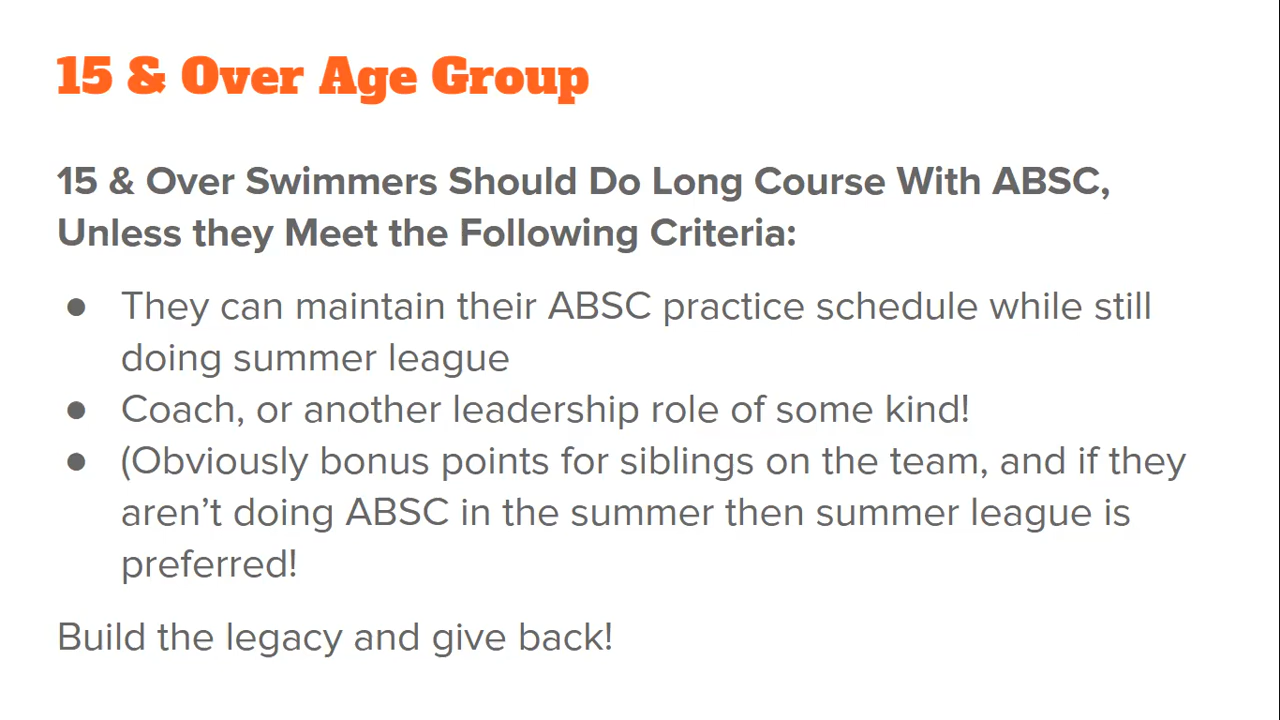 15 & Over Age Group
15 & Over Swimmers Should Do Long Course With ABSC,
Unless they Meet the Following Criteria:
● They can maintain their ABSC practice schedule while still
doing summer league
● Coach, or another leadership role of some kind!
● (Obviously bonus points for siblings on the team, and if they
aren’t doing ABSC in the summer then summer league is
preferred!
Build the legacy and give back!